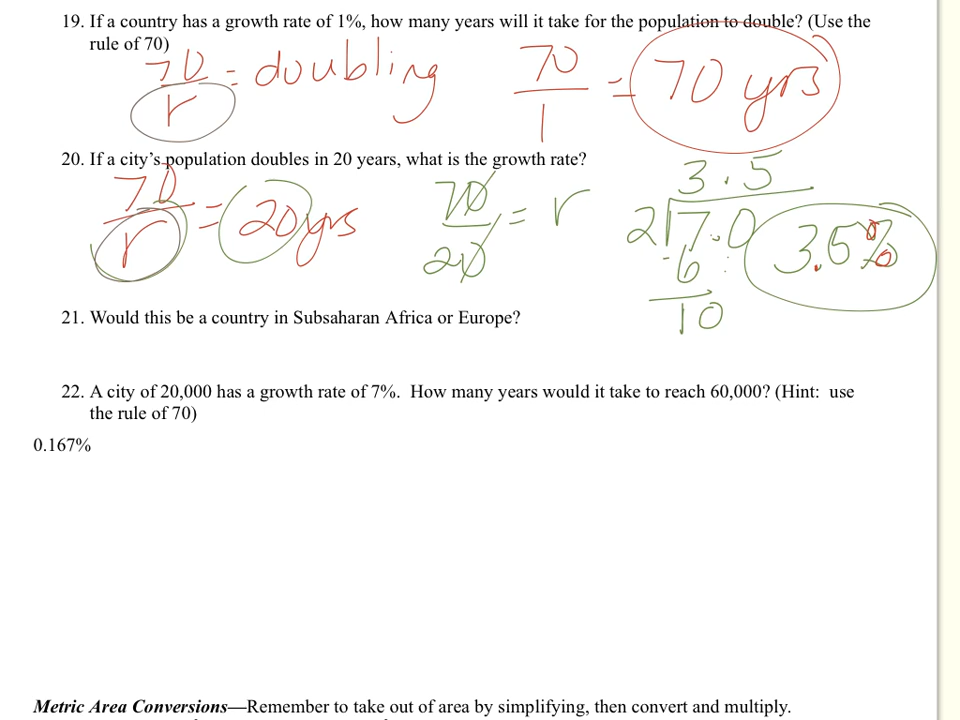 19. If a country has a growth rate of 1%, how many years will it take for the population to double? (Use the
rule of 70)
70/r = doubling 70/1 = 70 yrs
20. If a city's population doubles in 20 years, what is the growth rate?
70/r = 20 yrs 70/20 = r
3.5
2 7.0 3.5%
-6
10
21. Would this be a country in Subsaharan Africa or Europe?
22. A city of 20,000 has a growth rate of 7%. How many years would it take to reach 60,000? (Hint: use
the rule of 70)
0.167%
Metric Area Conversions—Remember to take out of area by simplifying, then convert and multiply.